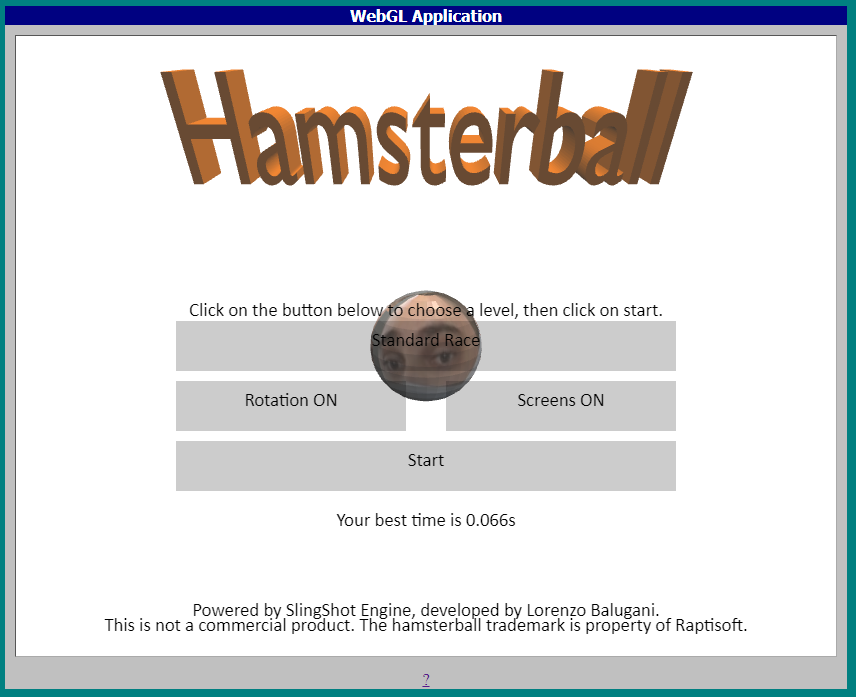 WebGL Application
Hamsterball
Click on the button below to choose a level, then click on start.
Standard Race
Rotation ON
Screens ON
Start
Your best time is 0.066s
Powered by SlingShot Engine, developed by Lorenzo Balugani.
This is not a commercial product. The hamsterball trademark is property of Raptisoft.
?